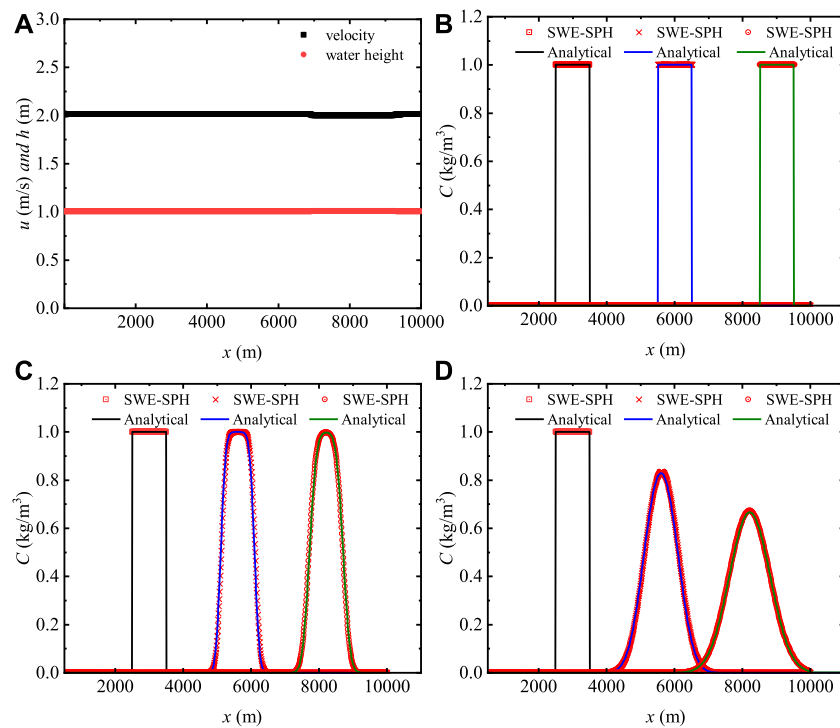 A
velocity
water height
3.0
2.5
2.0
1.5
1.0
0.5
0.0
u (m/s) and h (m)
2000 4000 6000 8000 10000
x (m)
B
SWE-SPH SWE-SPH SWE-SPH
Analytical Analytical Analytical
1.2
1.0
0.8
0.6
0.4
0.2
0.0
C (kg/m³)
2000 4000 6000 8000 10000
x (m)
C
SWE-SPH SWE-SPH SWE-SPH
Analytical Analytical Analytical
1.2
1.0
0.8
0.6
0.4
0.2
0.0
C (kg/m³)
2000 4000 6000 8000 10000
x (m)
D
SWE-SPH SWE-SPH SWE-SPH
Analytical Analytical Analytical
1.2
1.0
0.8
0.6
0.4
0.2
0.0
C (kg/m³)
2000 4000 6000 8000 10000
x (m)